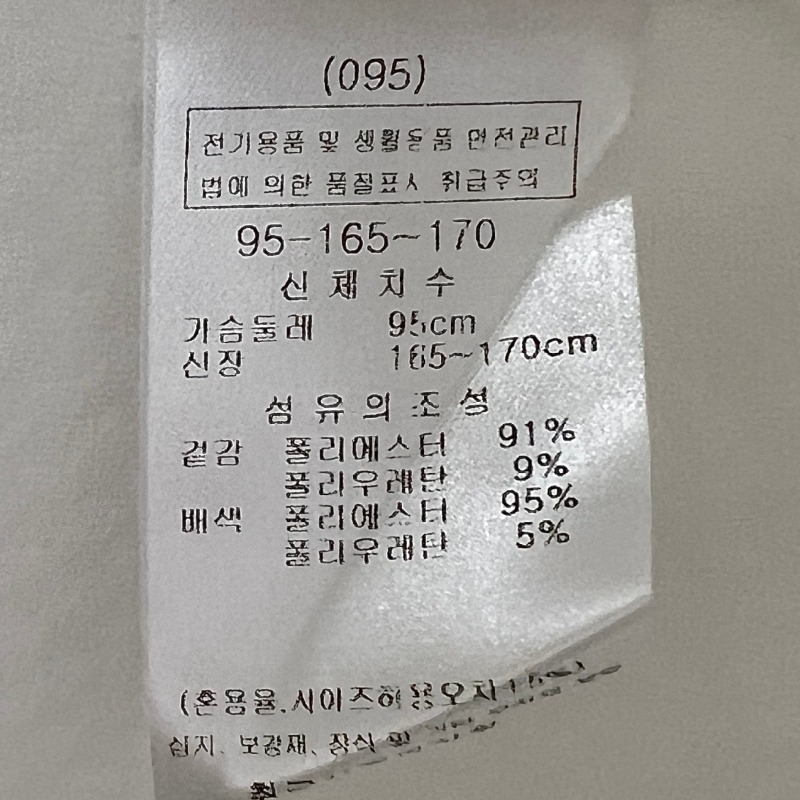 (095)
전기용품 및 생활용품 안전관리
법에 의한 품질표시 취급주의
95-165~170
신체치수
가슴둘레 95cm
신장 165~170cm
섬유의조성
겉감 폴리에스터 91%
폴리우레탄 9%
배색 폴리에스터 95%
폴리우레탄 5%
(혼용율.사이즈허용오차
심지. 보강재. 장식 및